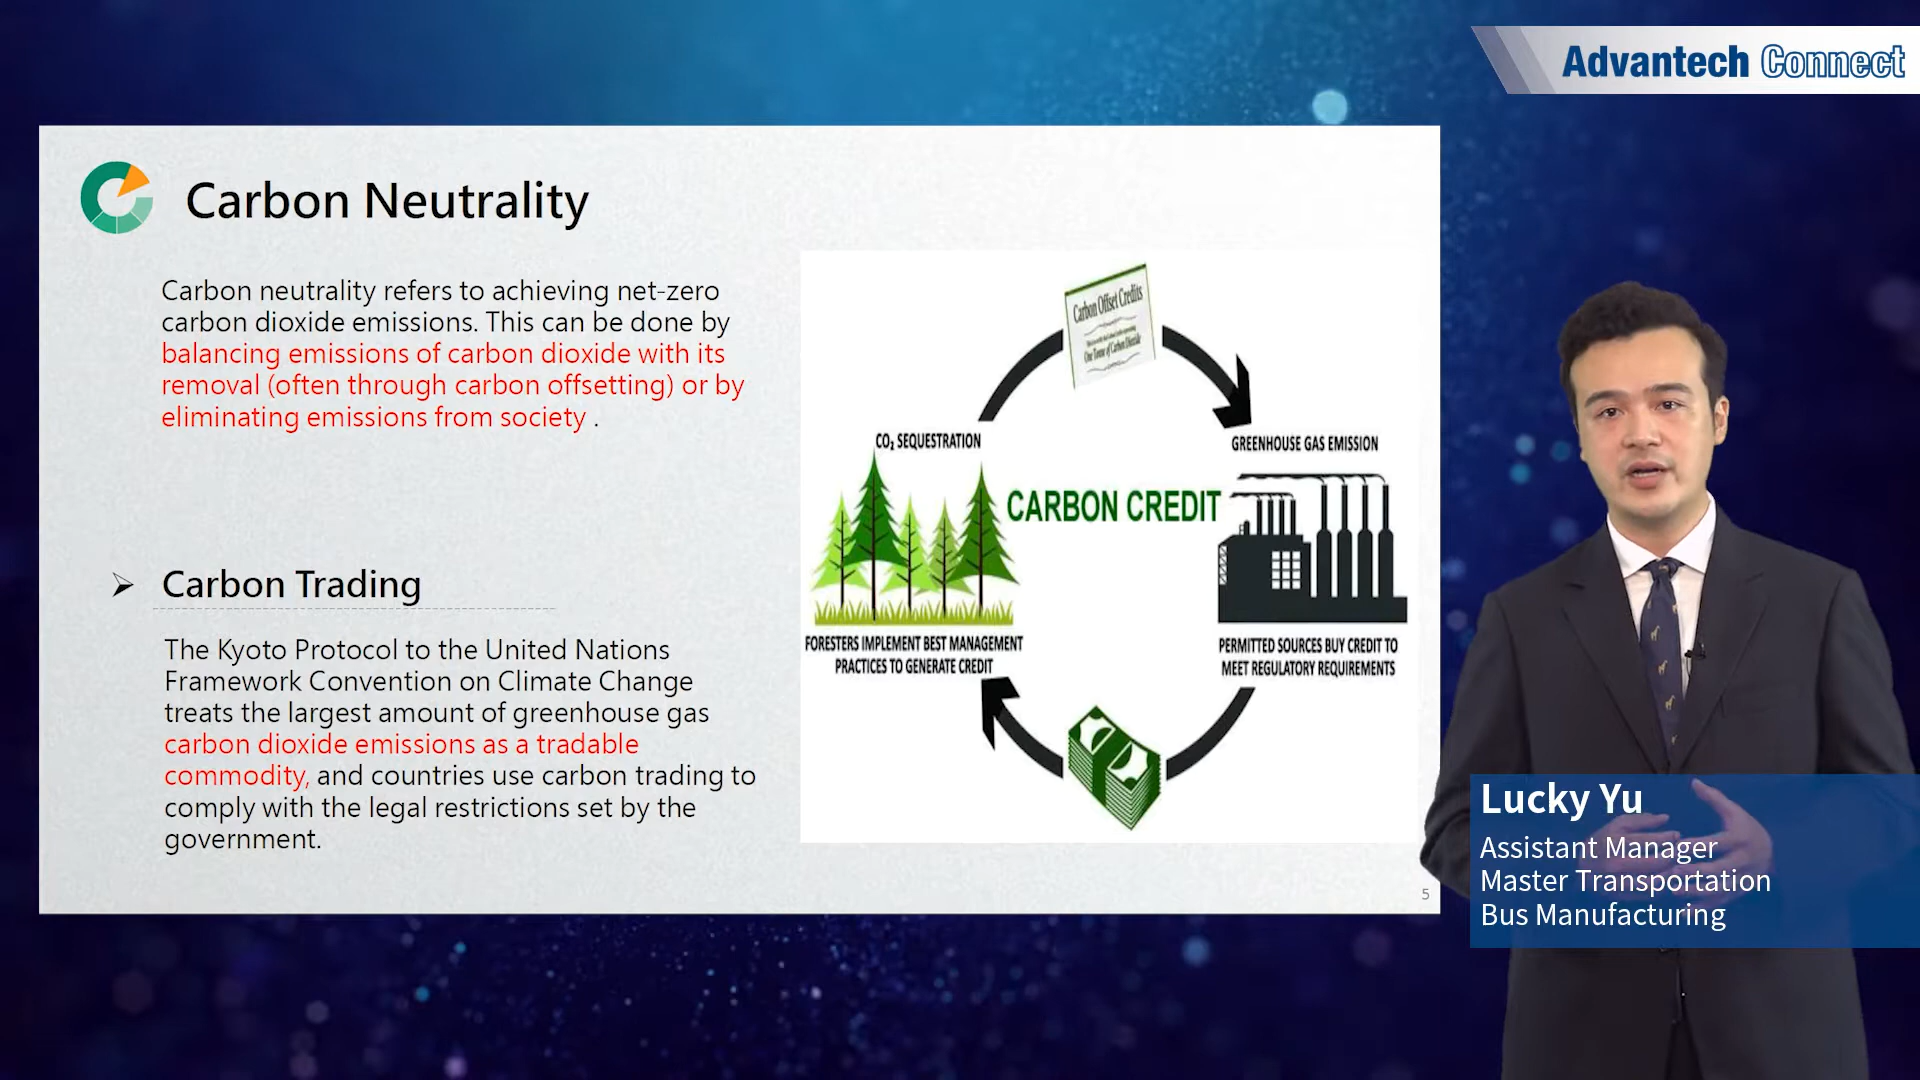 Advantech Connect
Carbon Neutrality
Carbon neutrality refers to achieving net-zero
carbon dioxide emissions. This can be done by
balancing emissions of carbon dioxide with its
removal (often through carbon offsetting) or by
eliminating emissions from society .
Carbon Trading
The Kyoto Protocol to the United Nations
Framework Convention on Climate Change
treats the largest amount of greenhouse gas
carbon dioxide emissions as a tradable
commodity, and countries use carbon trading to
comply with the legal restrictions set by the
government.
Carbon Offset Credits
One Tonne of Carbon Dioxide
CO₂ SEQUESTRATION
GREENHOUSE GAS EMISSION
CARBON CREDIT
FORESTERS IMPLEMENT BEST MANAGEMENT
PRACTICES TO GENERATE CREDIT
PERMITTED SOURCES BUY CREDIT TO
MEET REGULATORY REQUIREMENTS
5
Lucky Yu
Assistant Manager
Master Transportation
Bus Manufacturing